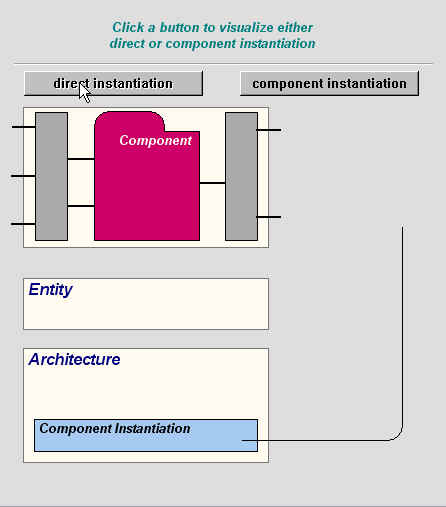 Click a button to visualize either
direct or component instantiation
direct instantiation
component instantiation
Component
Entity
Architecture
Component Instantiation